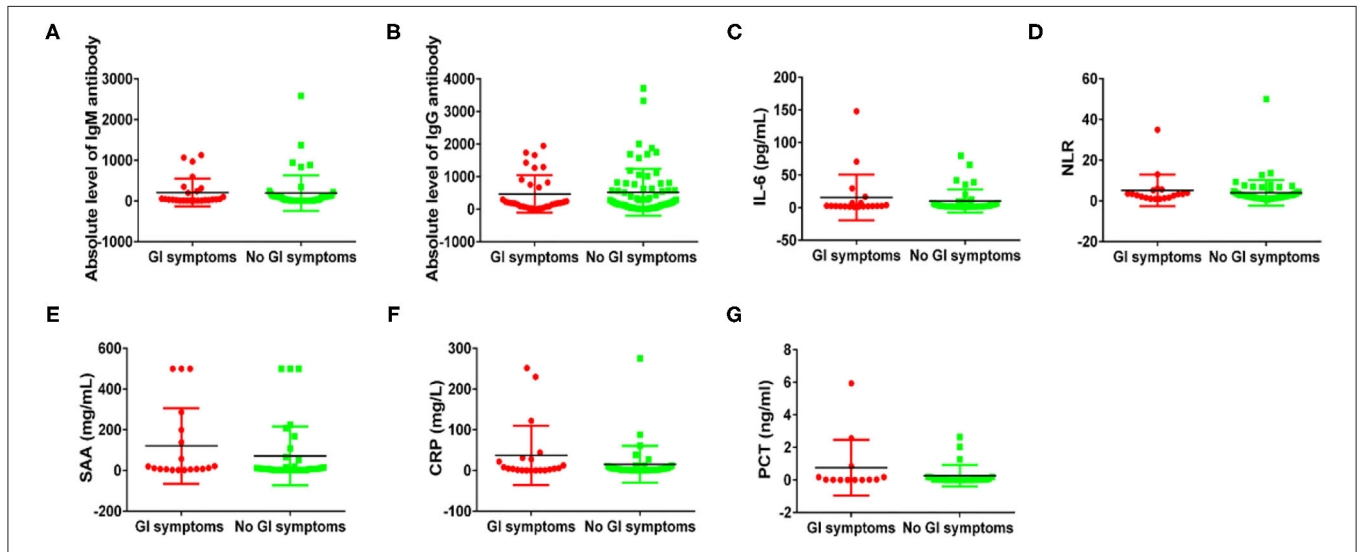 A
Absolute level of IgM antibody
3000
2000
1000
0
-1000
GI symptoms No GI symptoms
B
Absolute level of IgG antibody
4000
3000
2000
1000
0
-1000
GI symptoms No GI symptoms
C
IL-6 (pg/mL)
200
150
100
50
0
-50
GI symptoms No GI symptoms
D
NLR
60
40
20
0
-20
GI symptoms No GI symptoms
E
SAA (mg/mL)
600
400
200
0
-200
GI symptoms No GI symptoms
F
CRP (mg/L)
300
200
100
0
-100
GI symptoms No GI symptoms
G
PCT (ng/ml)
8
6
4
2
0
-2
GI symptoms No GI symptoms